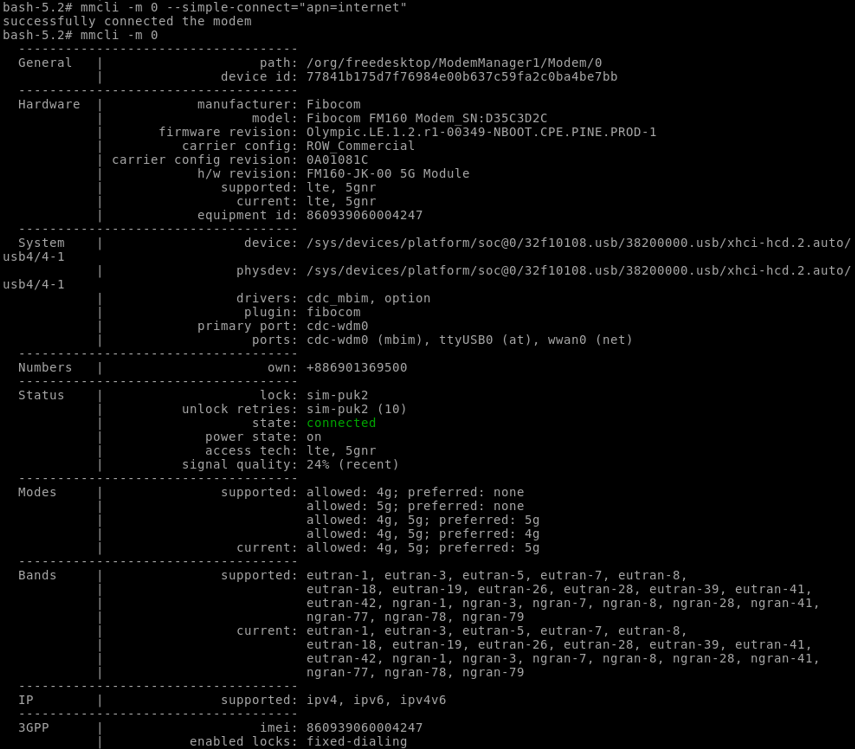 bash-5.2# mmcli -m 0 --simple-connect="apn=internet"
successfully connected the modem
bash-5.2# mmcli -m 0
  ------------------------------------
  General   |               path: /org/freedesktop/ModemManager1/Modem/0
            |          device id: 77841b175d7f76984e00b637c59fa2c0ba4be7bb
  ------------------------------------
  Hardware  |            manufacturer: Fibocom
            |                   model: Fibocom FM160 Modem_SN:D35C3D2C
            |       firmware revision: Olympic.LE.1.2.r1-00349-NBOOT.CPE.PINE.PROD-1
            |          carrier config: ROW_Commercial
            | carrier config revision: 0A01081C
            |            h/w revision: FM160-JK-00 5G Module
            |               supported: lte, 5gnr
            |                 current: lte, 5gnr
            |            equipment id: 860939060004247
  ------------------------------------
  System    |                  device: /sys/devices/platform/soc@0/32f10108.usb/38200000.usb/xhci-hcd.2.auto/
usb4/4-1
            |                 physdev: /sys/devices/platform/soc@0/32f10108.usb/38200000.usb/xhci-hcd.2.auto/
usb4/4-1
            |                 drivers: cdc_mbim, option
            |                  plugin: fibocom
            |            primary port: cdc-wdm0
            |                   ports: cdc-wdm0 (mbim), ttyUSB0 (at), wwan0 (net)
  ------------------------------------
  Numbers   |                     own: +886901369500
  ------------------------------------
  Status    |                    lock: sim-puk2
            |          unlock retries: sim-puk2 (10)
            |                   state: connected
            |             power state: on
            |             access tech: lte, 5gnr
            |          signal quality: 24% (recent)
  ------------------------------------
  Modes     |               supported: allowed: 4g; preferred: none
            |                          allowed: 5g; preferred: none
            |                          allowed: 4g, 5g; preferred: 5g
            |                          allowed: 4g, 5g; preferred: 4g
            |                 current: allowed: 4g, 5g; preferred: 5g
  ------------------------------------
  Bands     |               supported: eutran-1, eutran-3, eutran-5, eutran-7, eutran-8,
            |                          eutran-18, eutran-19, eutran-26, eutran-28, eutran-39, eutran-41,
            |                          eutran-42, ngran-1, ngran-3, ngran-7, ngran-8, ngran-28, ngran-41,
            |                          ngran-77, ngran-78, ngran-79
            |                 current: eutran-1, eutran-3, eutran-5, eutran-7, eutran-8,
            |                          eutran-18, eutran-19, eutran-26, eutran-28, eutran-39, eutran-41,
            |                          eutran-42, ngran-1, ngran-3, ngran-7, ngran-8, ngran-28, ngran-41,
            |                          ngran-77, ngran-78, ngran-79
  ------------------------------------
  IP        |               supported: ipv4, ipv6, ipv4v6
  ------------------------------------
  3GPP      |                    imei: 860939060004247
            |           enabled locks: fixed-dialing